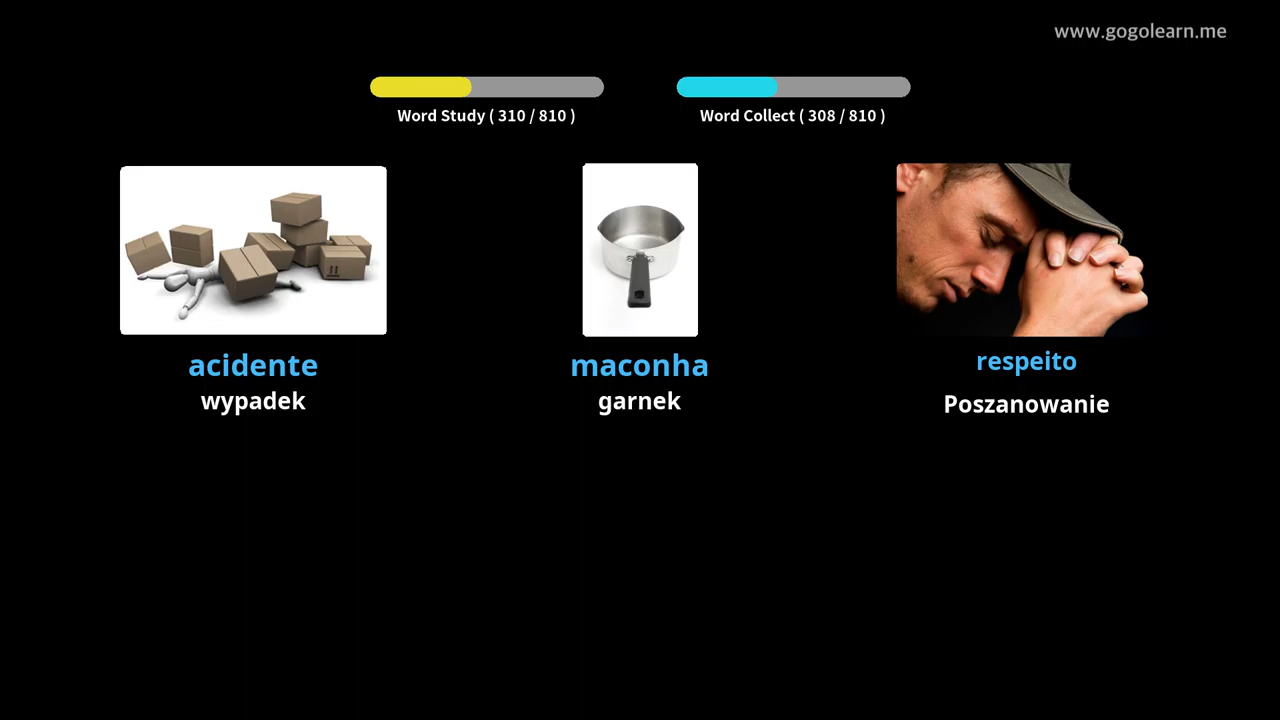 www.gogolearn.me
Word Study ( 310 / 810 )
Word Collect ( 308 / 810 )
acidente
wypadek
maconha
garnek
respeito
Poszanowanie